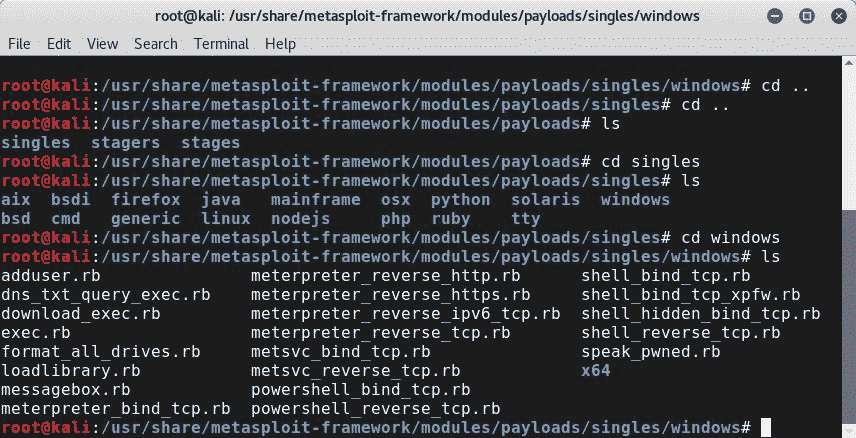 root@kali: /usr/share/metasploit-framework/modules/payloads/singles/windows
File Edit View Search Terminal Help
root@kali:/usr/share/metasploit-framework/modules/payloads/singles/windows# cd ..
root@kali:/usr/share/metasploit-framework/modules/payloads/singles# cd ..
root@kali:/usr/share/metasploit-framework/modules/payloads# ls
singles stagers stages
root@kali:/usr/share/metasploit-framework/modules/payloads# cd singles
root@kali:/usr/share/metasploit-framework/modules/payloads/singles# ls
aix bsdi firefox java mainframe osx python solaris windows
bsd cmd generic linux nodejs php ruby tty
root@kali:/usr/share/metasploit-framework/modules/payloads/singles# cd windows
root@kali:/usr/share/metasploit-framework/modules/payloads/singles/windows# ls
adduser.rb meterpreter_reverse_http.rb shell_bind_tcp.rb
dns_txt_query_exec.rb meterpreter_reverse_https.rb shell_bind_tcp_xpfw.rb
download_exec.rb meterpreter_reverse_ipv6_tcp.rb shell_hidden_bind_tcp.rb
exec.rb meterpreter_reverse_tcp.rb shell_reverse_tcp.rb
format_all_drives.rb metsvc_bind_tcp.rb speak_pwned.rb
loadlibrary.rb metsvc_reverse_tcp.rb x64
messagebox.rb powershell_bind_tcp.rb
meterpreter_bind_tcp.rb powershell_reverse_tcp.rb
root@kali:/usr/share/metasploit-framework/modules/payloads/singles/windows#